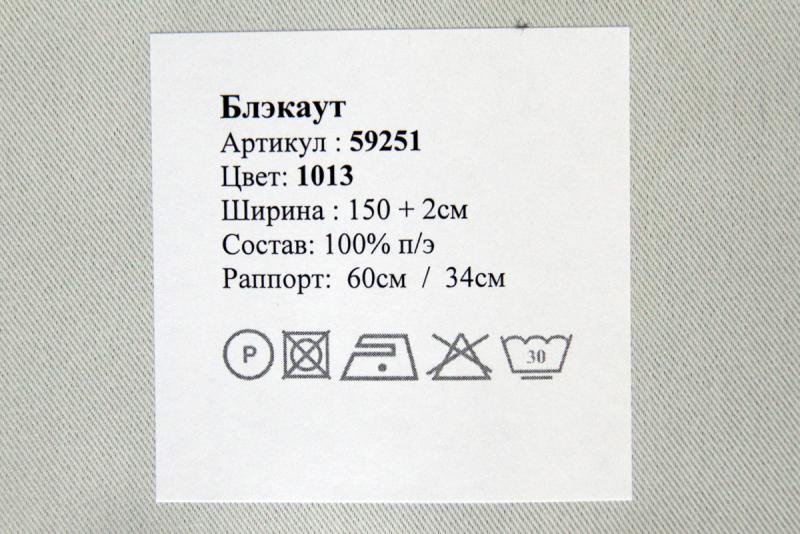 Блэкаут
Артикул : 59251
Цвет: 1013
Ширина : 150 + 2см
Состав: 100% п/э
Раппорт:  60см  /  34см
P
30